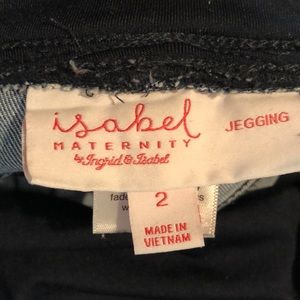 isabel
MATERNITY
by Ingrid & Isabel
JEGGING
2
MADE IN
VIETNAM